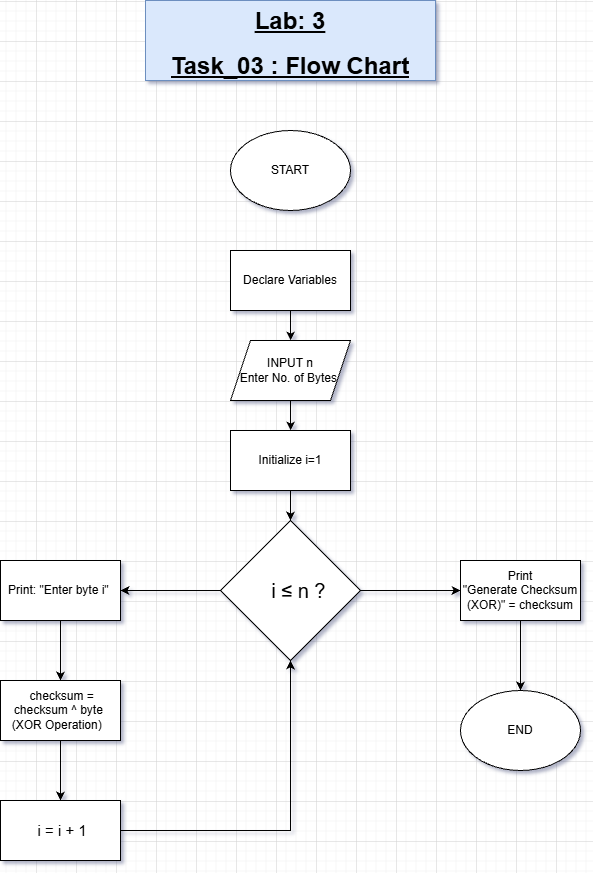 Lab: 3
Task_03 : Flow Chart
START
Declare Variables
INPUT n
Enter No. of Bytes
Initialize i=1
i ≤ n ?
Print: "Enter byte i"
checksum =
checksum ^ byte
(XOR Operation)
i = i + 1
Print
"Generate Checksum
(XOR)" = checksum
END